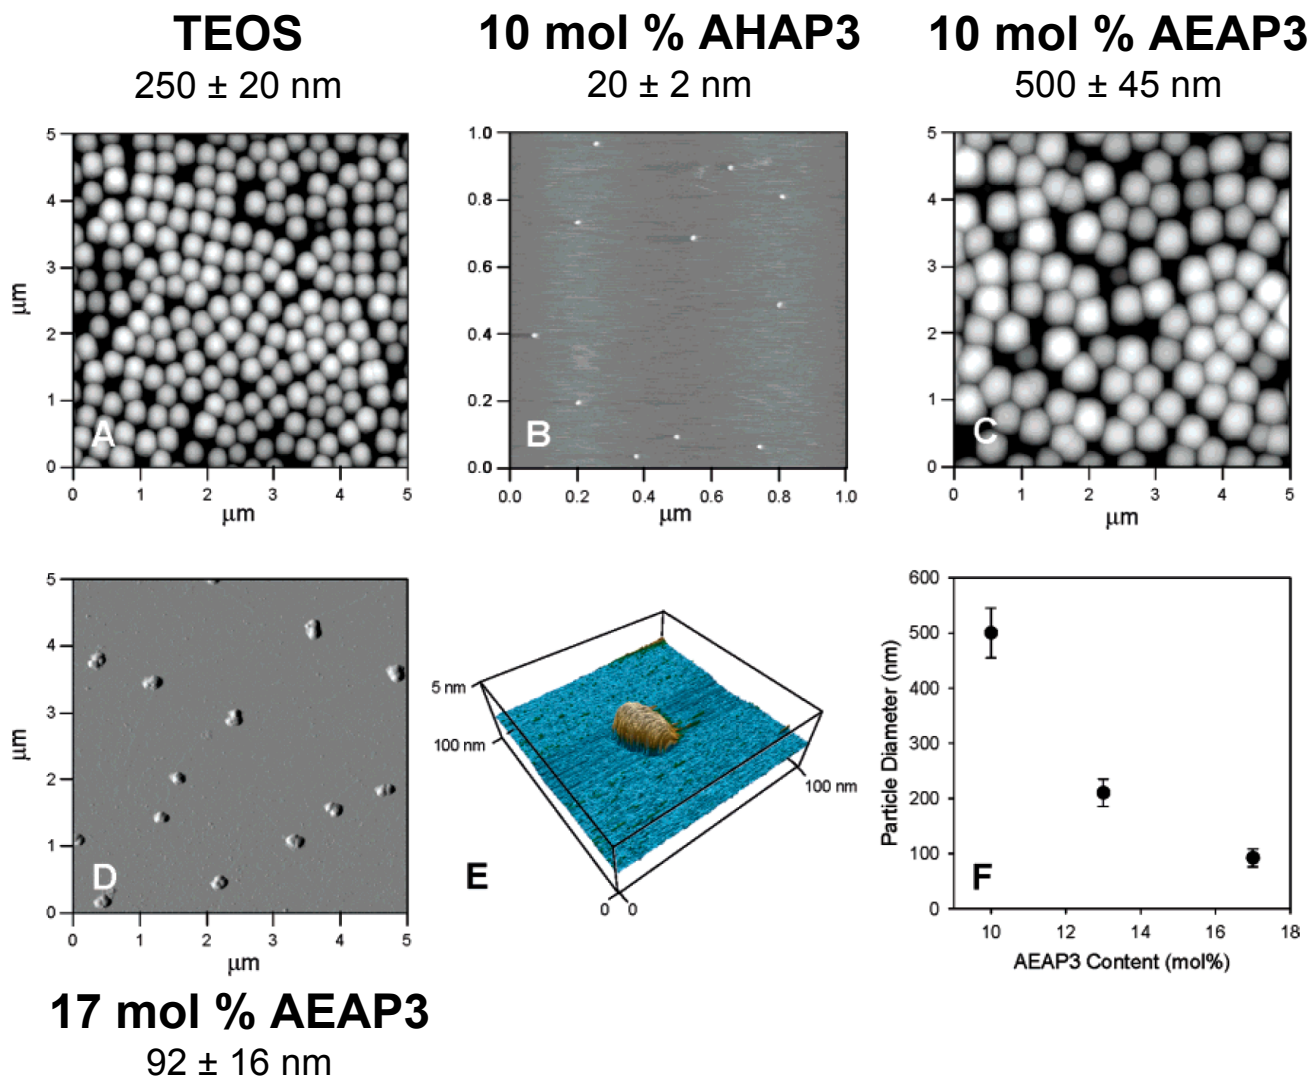 TEOS
250 ± 20 nm
10 mol % AHAP3
20 ± 2 nm
10 mol % AEAP3
500 ± 45 nm
5
4
3
2
1
0
μm
0 1 2 3 4 5
μm
A
1.0
0.8
0.6
0.4
0.2
0.0
0.0 0.2 0.4 0.6 0.8 1.0
μm
B
5
4
3
2
1
0
0 1 2 3 4 5
μm
C
5
4
3
2
1
0
μm
0 1 2 3 4 5
μm
D
17 mol % AEAP3
92 ± 16 nm
5 nm
100 nm
100 nm
0 0
E
600
500
400
300
200
100
0
Particle Diameter (nm)
10 12 14 16 18
AEAP3 Content (mol%)
F